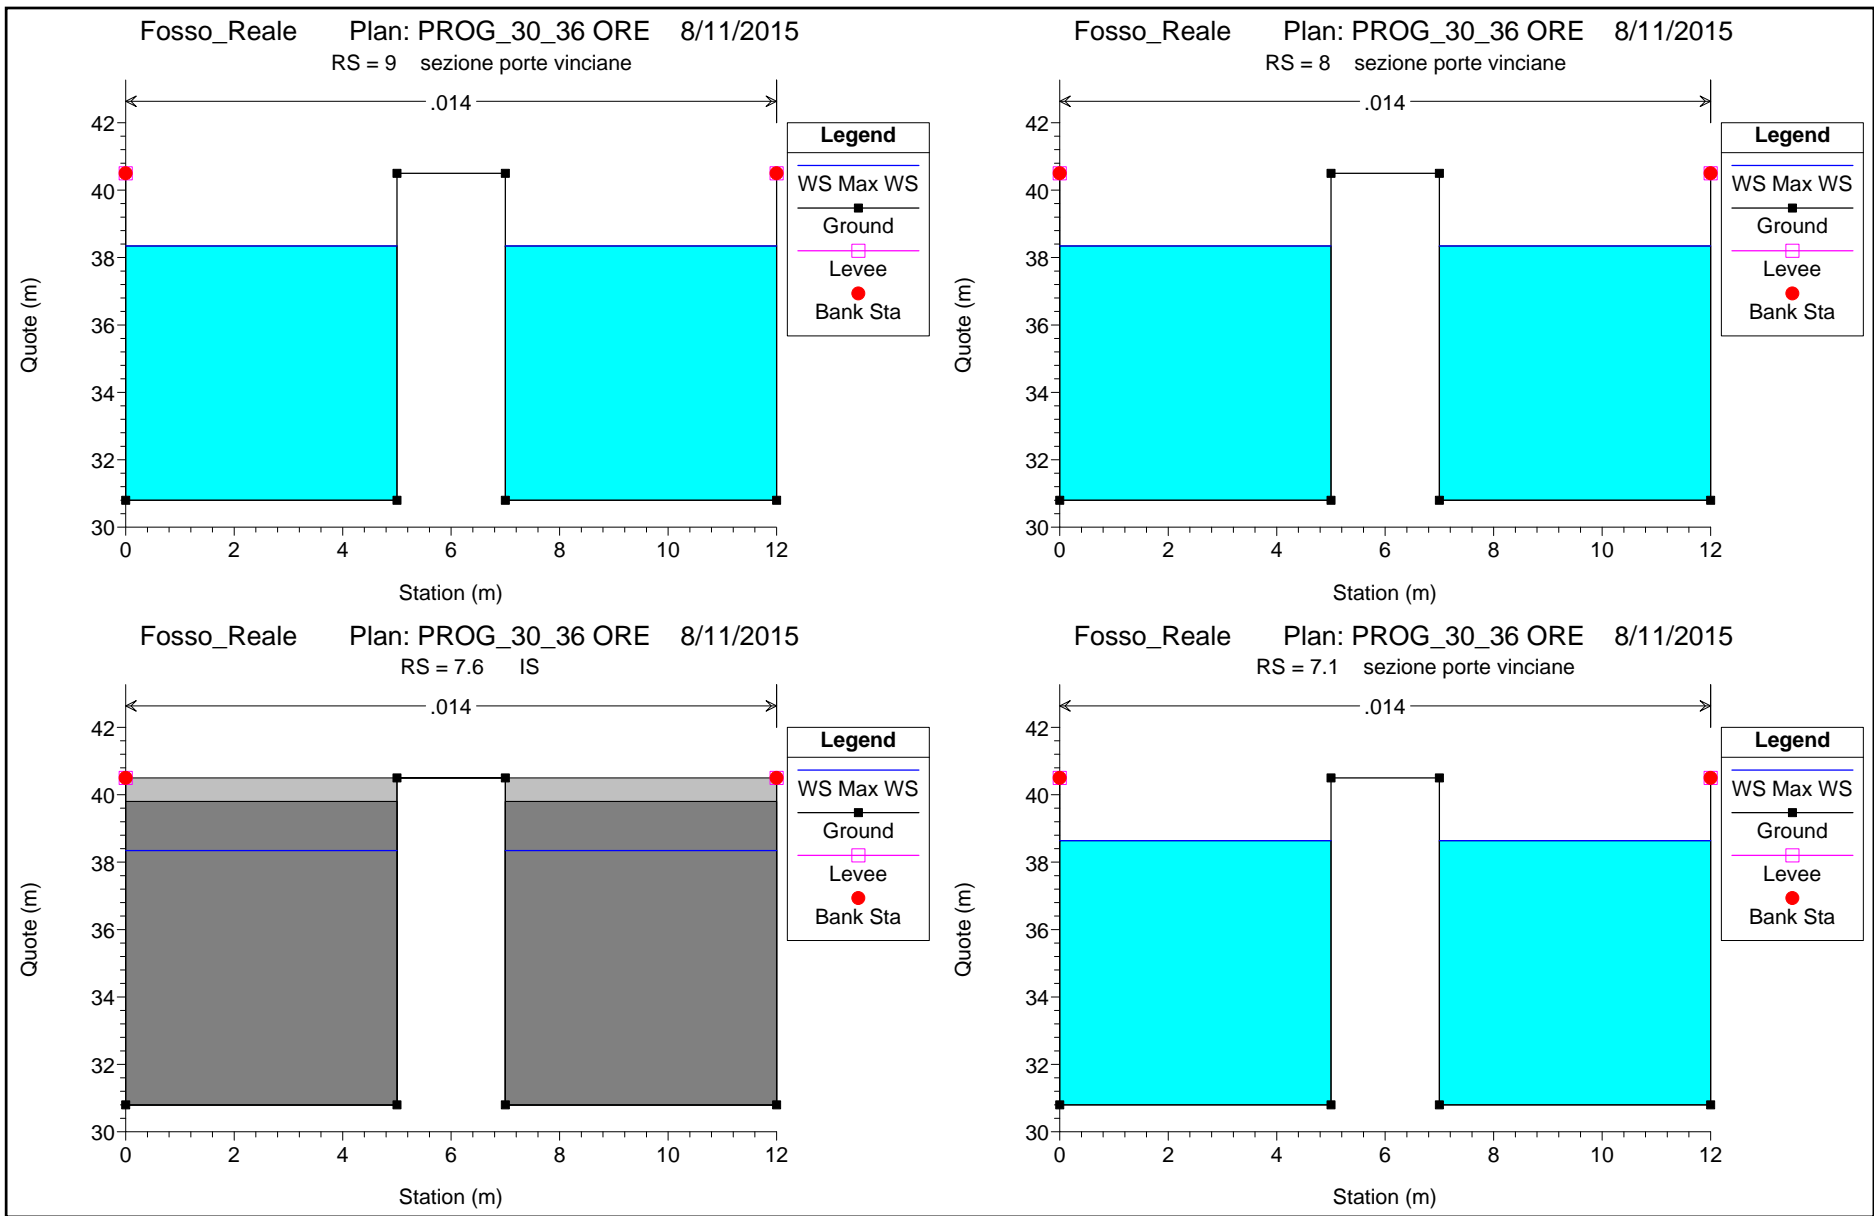 Fosso_Reale Plan: PROG_30_36 ORE 8/11/2015
RS = 9 sezione porte vinciane
.014
42
40
38
36
34
32
30
Quote (m)
0 2 4 6 8 10 12
Station (m)
Legend
WS Max WS
Ground
Levee
Bank Sta
Fosso_Reale Plan: PROG_30_36 ORE 8/11/2015
RS = 8 sezione porte vinciane
.014
42
40
38
36
34
32
30
Quote (m)
0 2 4 6 8 10 12
Station (m)
Legend
WS Max WS
Ground
Levee
Bank Sta
Fosso_Reale Plan: PROG_30_36 ORE 8/11/2015
RS = 7.6 IS
.014
42
40
38
36
34
32
30
Quote (m)
0 2 4 6 8 10 12
Station (m)
Legend
WS Max WS
Ground
Levee
Bank Sta
Fosso_Reale Plan: PROG_30_36 ORE 8/11/2015
RS = 7.1 sezione porte vinciane
.014
42
40
38
36
34
32
30
Quote (m)
0 2 4 6 8 10 12
Station (m)
Legend
WS Max WS
Ground
Levee
Bank Sta